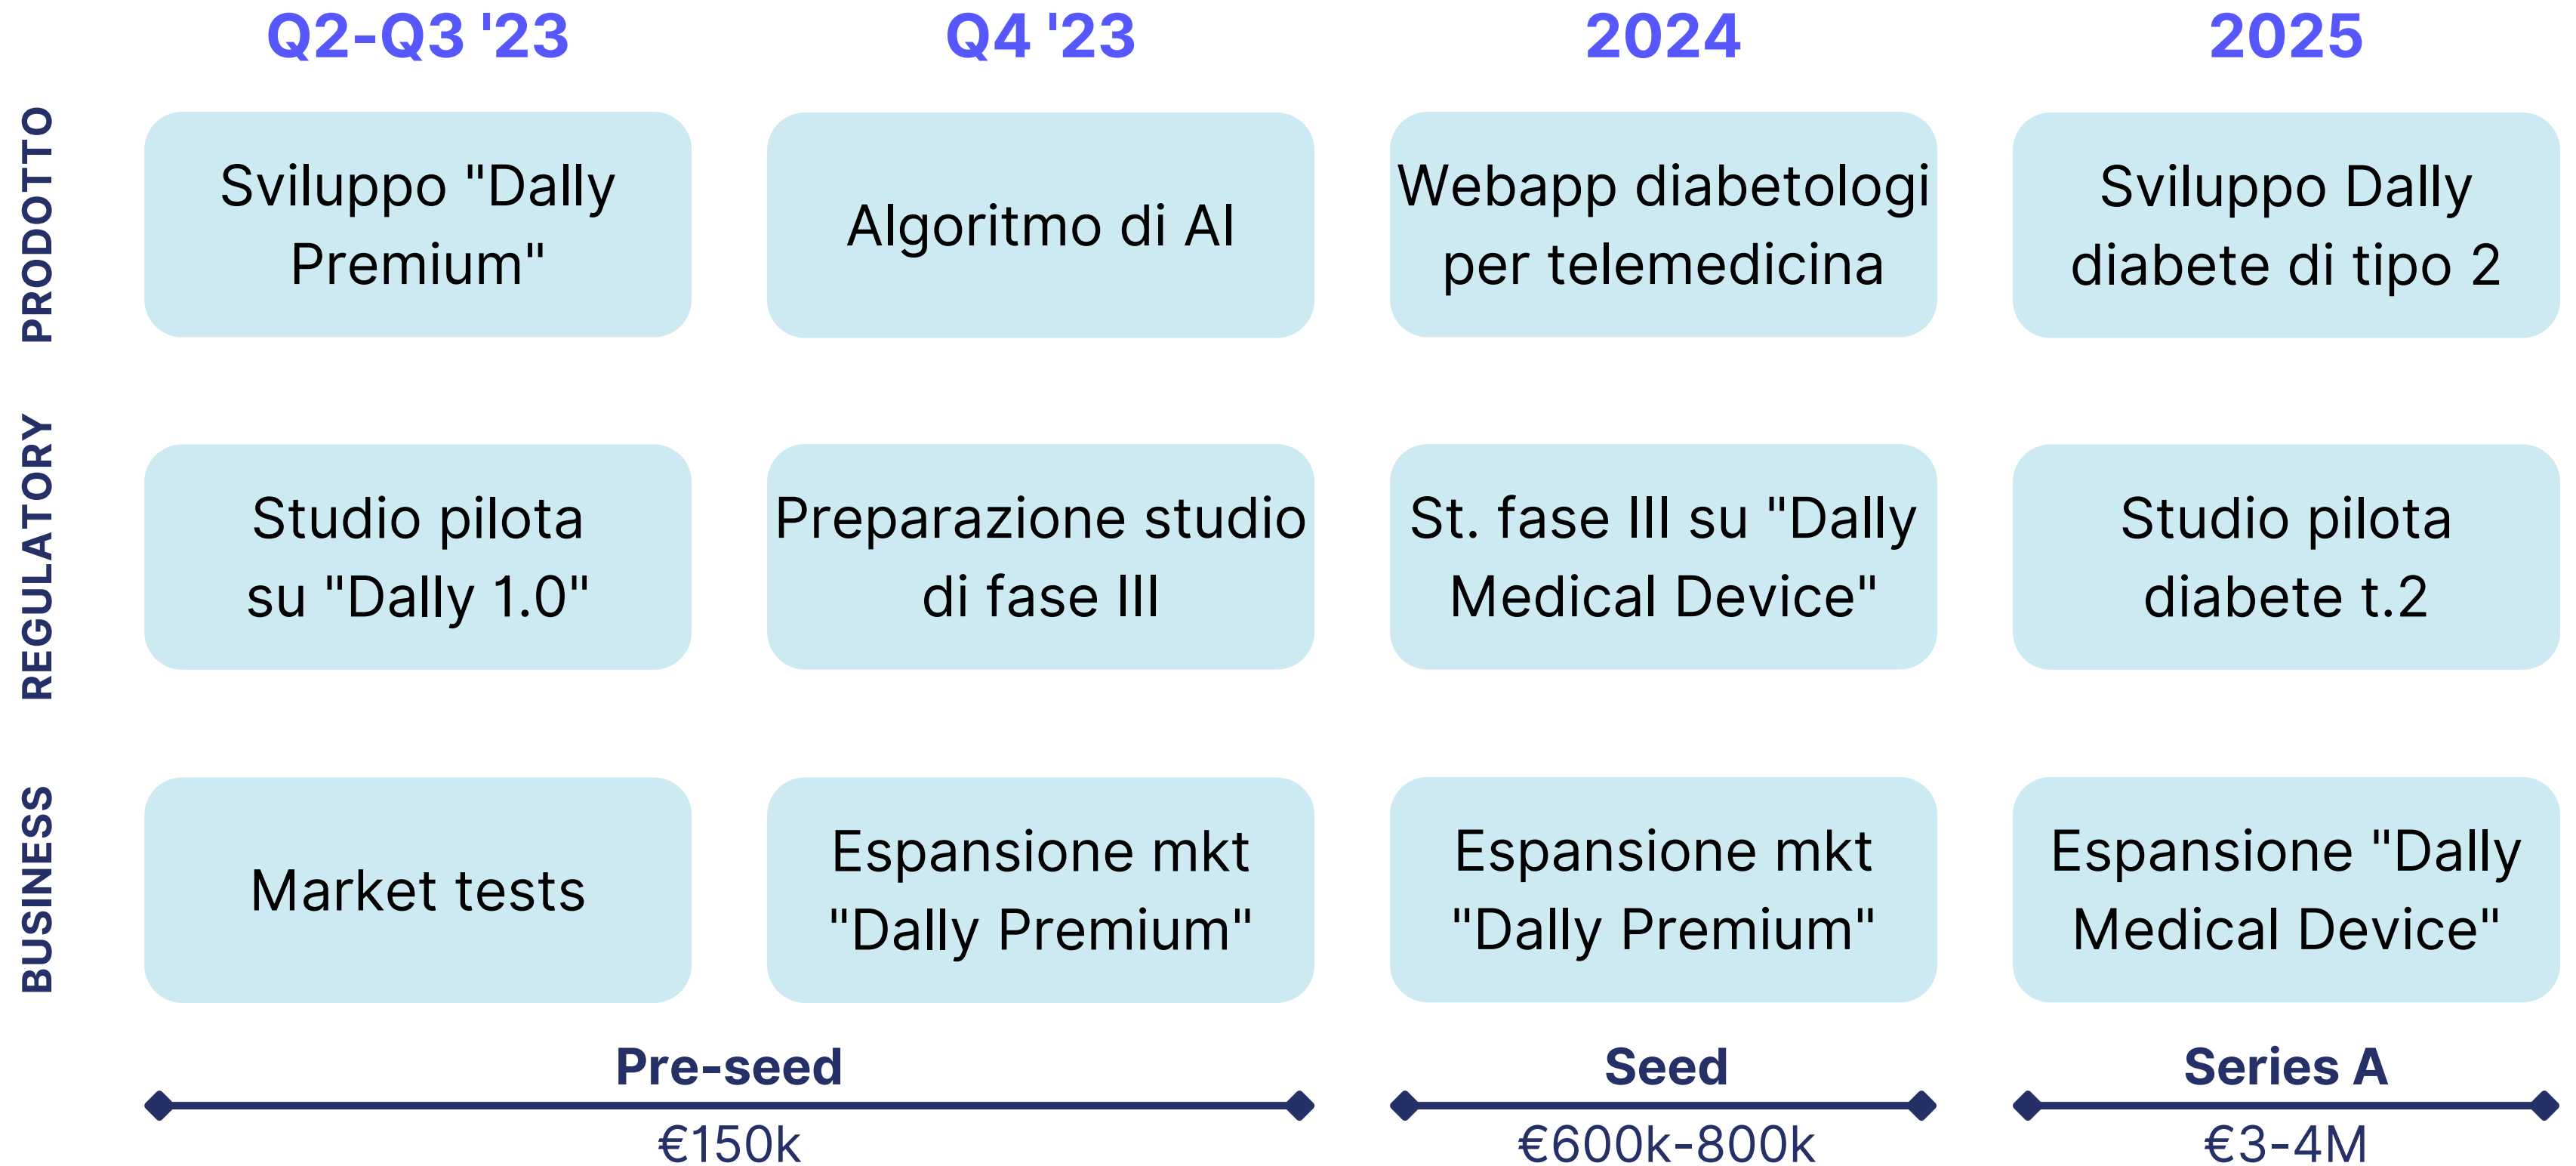 Q2-Q3 '23
Q4 '23
2024
2025
PRODOTTO
Sviluppo "Dally
Premium"
Algoritmo di AI
Webapp diabetologi
per telemedicina
Sviluppo Dally
diabete di tipo 2
REGULATORY
Studio pilota
su "Dally 1.0"
Preparazione studio
di fase III
St. fase III su "Dally
Medical Device"
Studio pilota
diabete t.2
BUSINESS
Market tests
Espansione mkt
"Dally Premium"
Espansione mkt
"Dally Premium"
Espansione "Dally
Medical Device"
Pre-seed
€150k
Seed
€600k-800k
Series A
€3-4M